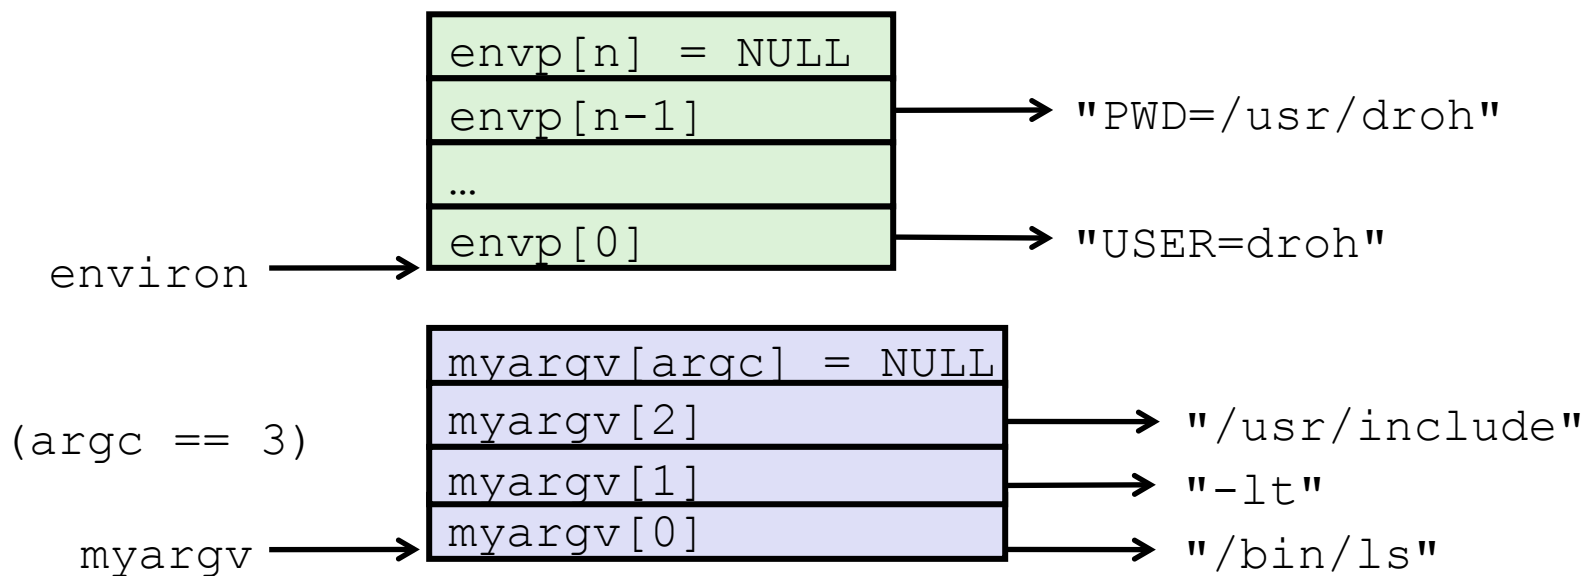 envp[n] = NULL
envp[n-1] "PWD=/usr/droh"
…
envp[0] "USER=droh"
environ
myargv[argc] = NULL
(argc == 3) myargv[2] "/usr/include"
myargv[1] "-lt"
myargv myargv[0] "/bin/ls"